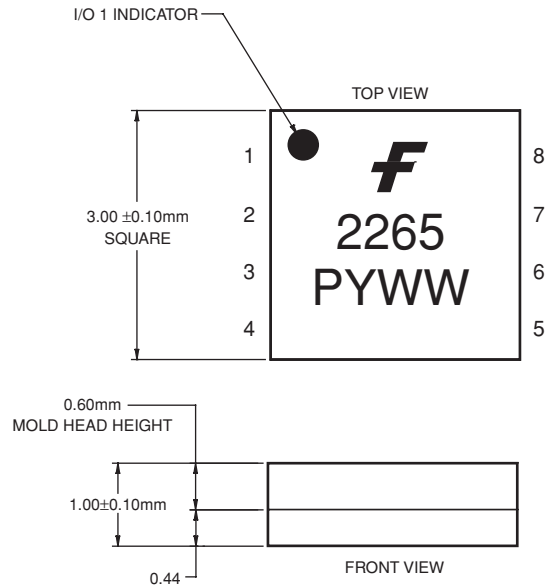 I/O 1 INDICATOR
TOP VIEW
1
8
3.00 ±0.10mm
SQUARE
2
7
2265
3
6
PYWW
4
5
0.60mm
MOLD HEAD HEIGHT
1.00±0.10mm
0.44
FRONT VIEW